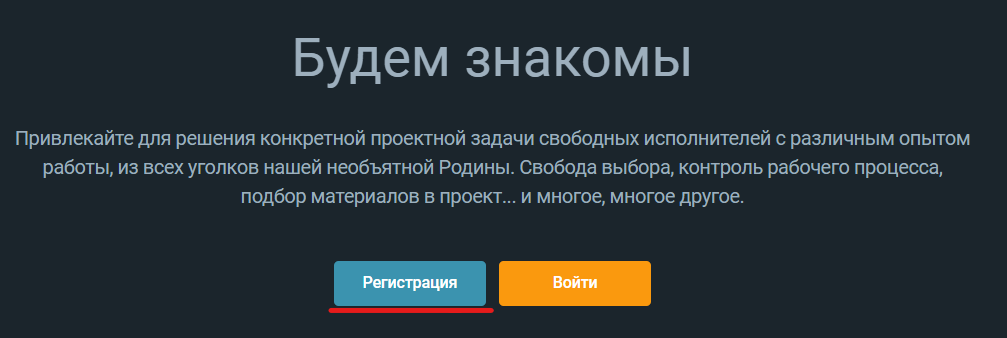 Будем знакомы
Привлекайте для решения конкретной проектной задачи свободных исполнителей с различным опытом
работы, из всех уголков нашей необъятной Родины. Свобода выбора, контроль рабочего процесса,
подбор материалов в проект... и многое, многое другое.
Регистрация
Войти